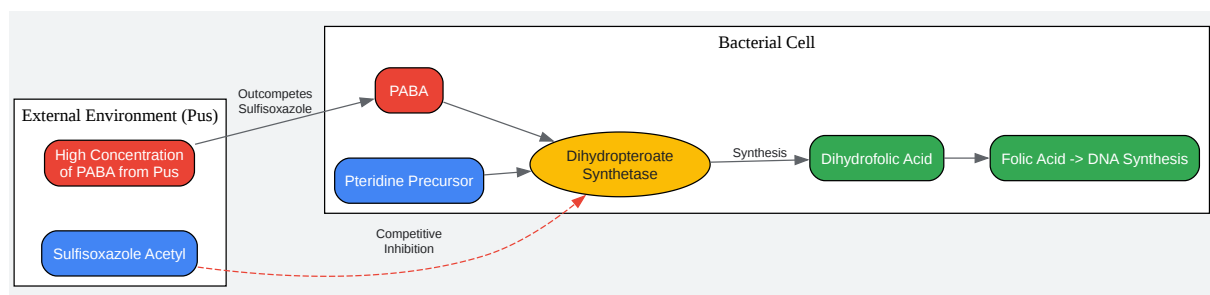 Bacterial Cell
External Environment (Pus)
High Concentration
of PABA from Pus
Sulfisoxazole Acetyl
Outcompetes
Sulfisoxazole
PABA
Pteridine Precursor
Competitive
Inhibition
Dihydropteroate
Synthetase
Synthesis
Dihydrofolic Acid
Folic Acid -> DNA Synthesis